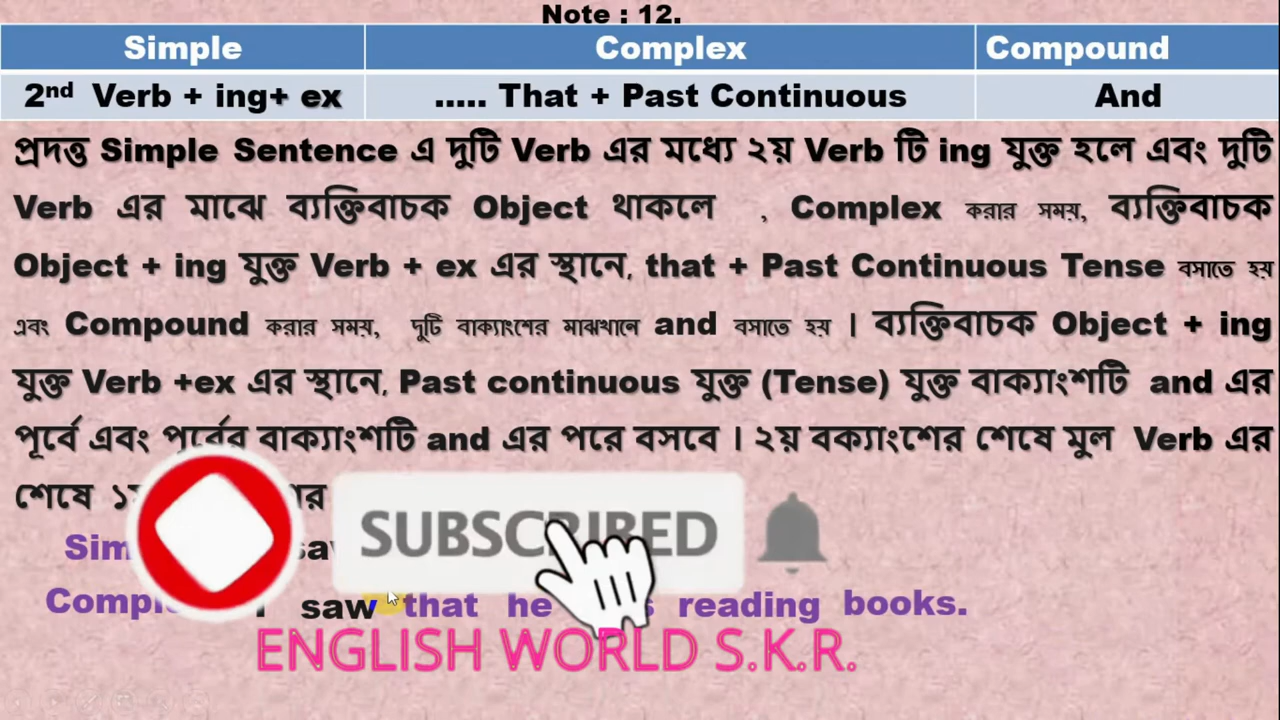 Note : 12.
Simple Complex Compound
2nd Verb + ing+ ex ..... That + Past Continuous And
প্রদত্ত Simple Sentence এ দুটি Verb এর মধ্যে ২য় Verb টি ing যুক্ত হলে এবং দুটি
Verb এর মাঝে ব্যক্তিবাচক Object থাকলে , Complex করার সময়, ব্যক্তিবাচক
Object + ing যুক্ত Verb + ex এর স্থানে, that + Past Continuous Tense বসাতে হয়
এবং Compound করার সময়, দুটি বাক্যাংশের মাঝখানে and বসাতে হয় । ব্যক্তিবাচক Object + ing
যুক্ত Verb +ex এর স্থানে, Past continuous যুক্ত (Tense) যুক্ত বাক্যাংশটি and এর
পূর্বে এবং পূর্বের বাক্যাংশটি and এর পরে বসবে । ২য় বক্যাংশের শেষে মুল Verb এর
শেষে
SUBSCRIBED
saw that he reading books.
ENGLISH WORLD S.K.R.